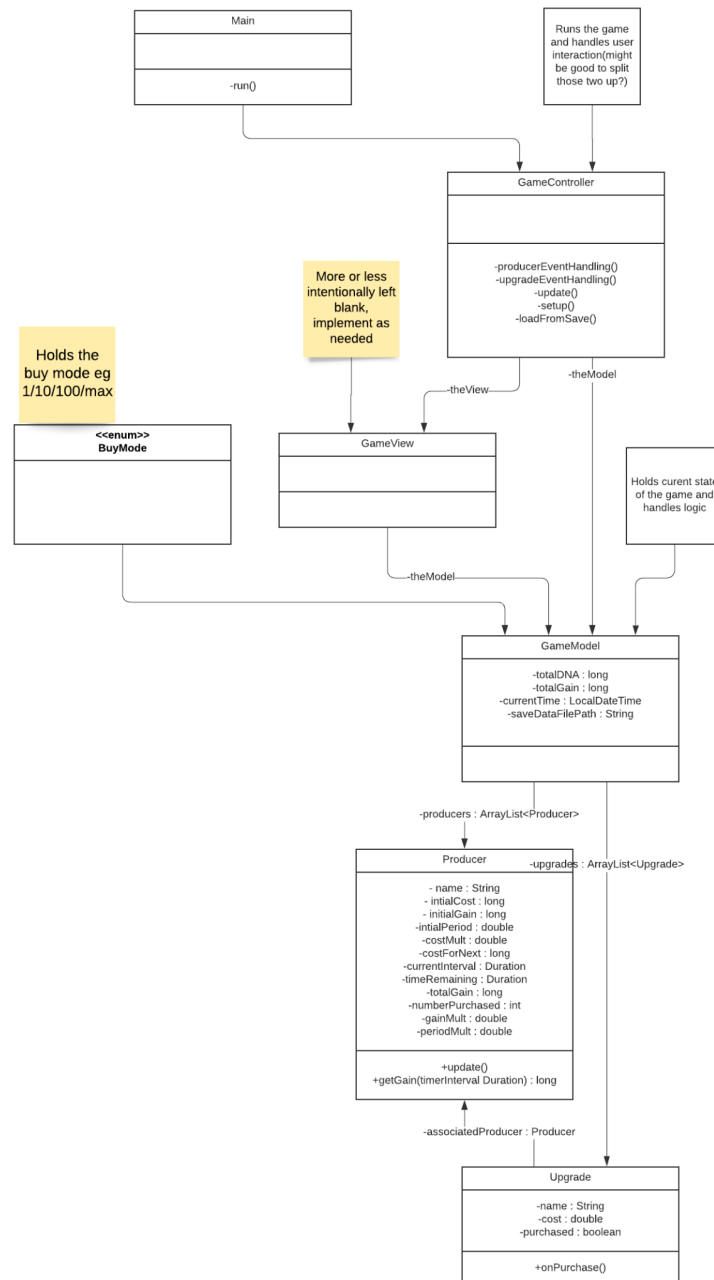 Main
-run()
Runs the game
and handles user
interaction(might
be good to split
those two up?)
GameController
-producerEventHandling()
-upgradeEventHandling()
-update()
-setup()
-loadFromSave()
More or less
intentionally left
blank,
implement as
needed
Holds the
buy mode eg
1/10/100/max
-theView
-theModel
<<enum>>
BuyMode
GameView
Holds curent state
of the game and
handles logic
-theModel
GameModel
-totalDNA : long
-totalGain : long
-currentTime : LocalDateTime
-saveDataFilePath : String
-producers : ArrayList<Producer>
-upgrades : ArrayList<Upgrade>
Producer
- name : String
- intialCost : long
- initialGain : long
-intialPeriod : double
-costMult : double
-costForNext : long
-currentInterval : Duration
-timeRemaining : Duration
-totalGain : long
-numberPurchased : int
-gainMult : double
-periodMult : double
+update()
+getGain(timerInterval Duration) : long
-associatedProducer : Producer
Upgrade
-name : String
-cost : double
-purchased : boolean
+onPurchase()